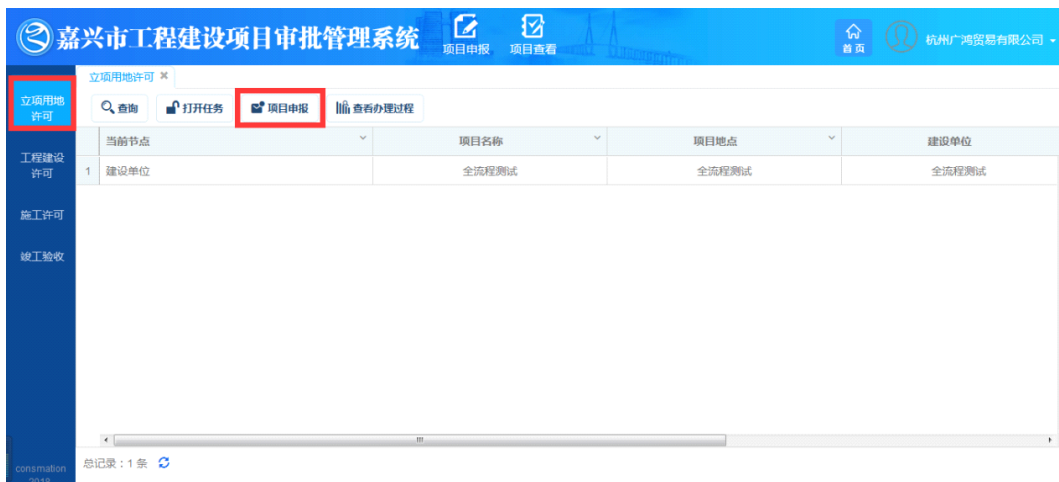 嘉兴市工程建设项目审批管理系统
项目申报
项目查看
首页
杭州广鸿贸易有限公司
立项用地许可
立项用地
许可
工程建设
许可
施工许可
竣工验收
查询
打开任务
项目申报
查看办理过程
当前节点
项目名称
项目地点
建设单位
1
建设单位
全流程测试
全流程测试
全流程测试
总记录：1条
consmation
2018